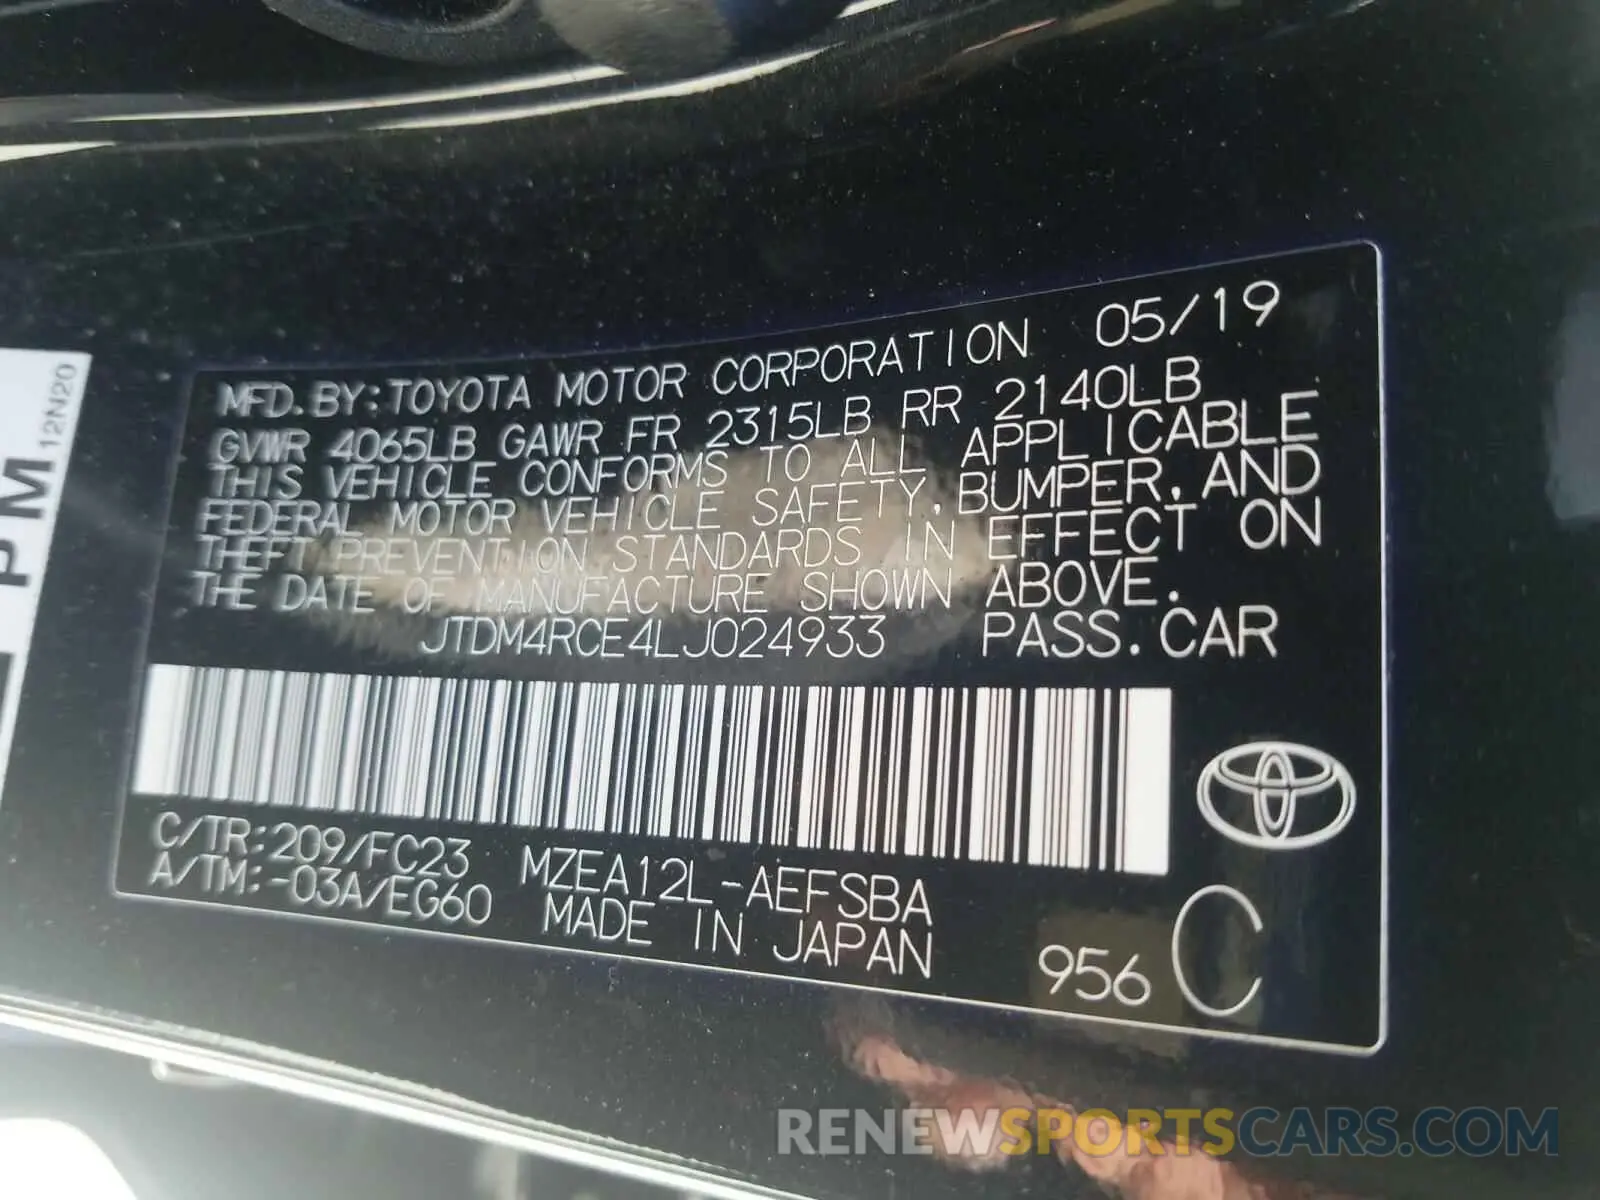 MFD. BY: TOYOTA MOTOR CORPORATION 05/19
GVWR 4065LB GAWR FR 2315LB RR 2140LB
THIS VEHICLE CONFORMS TO ALL APPLICABLE
FEDERAL MOTOR VEHICLE SAFETY, BUMPER, AND
THEFT PREVENTION STANDARDS IN EFFECT ON
THE DATE OF MANUFACTURE SHOWN ABOVE.
JTDM4RCE4LJ024933 PASS. CAR
C/TR:209/FC23 MZEA12L-AEFSBA
A/TM:-03A/EG60 MADE IN JAPAN
956 C
12N20
PM
RENEWSPORTSCARS.COM